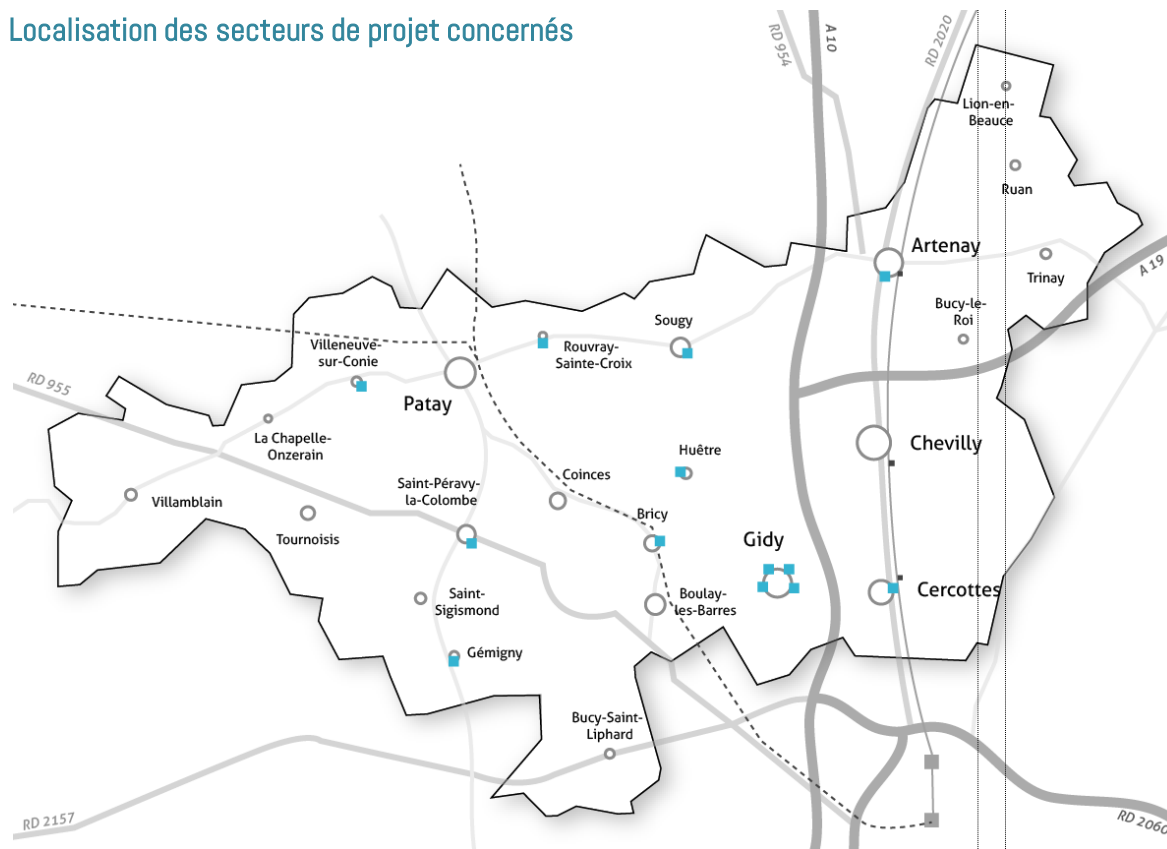 Localisation des secteurs de projet concernés
RD 954
A 10
RD 2020
Lion-en-
Beauce
Ruan
Artenay
Trinay
A 19
Bucy-le-
Roi
Sougy
Rouvray-
Sainte-Croix
Villeneuve-
sur-Conie
RD 955
Patay
La Chapelle-
Onzerain
Chevilly
Huêtre
Coinces
Saint-Péravy-
la-Colombe
Villamblain
Bricy
Tournoisis
Gidy
Cercottes
Saint-
Sigismond
Boulay-
les-Barres
Gémigny
Bucy-Saint-
Liphard
RD 2157
RD 2060